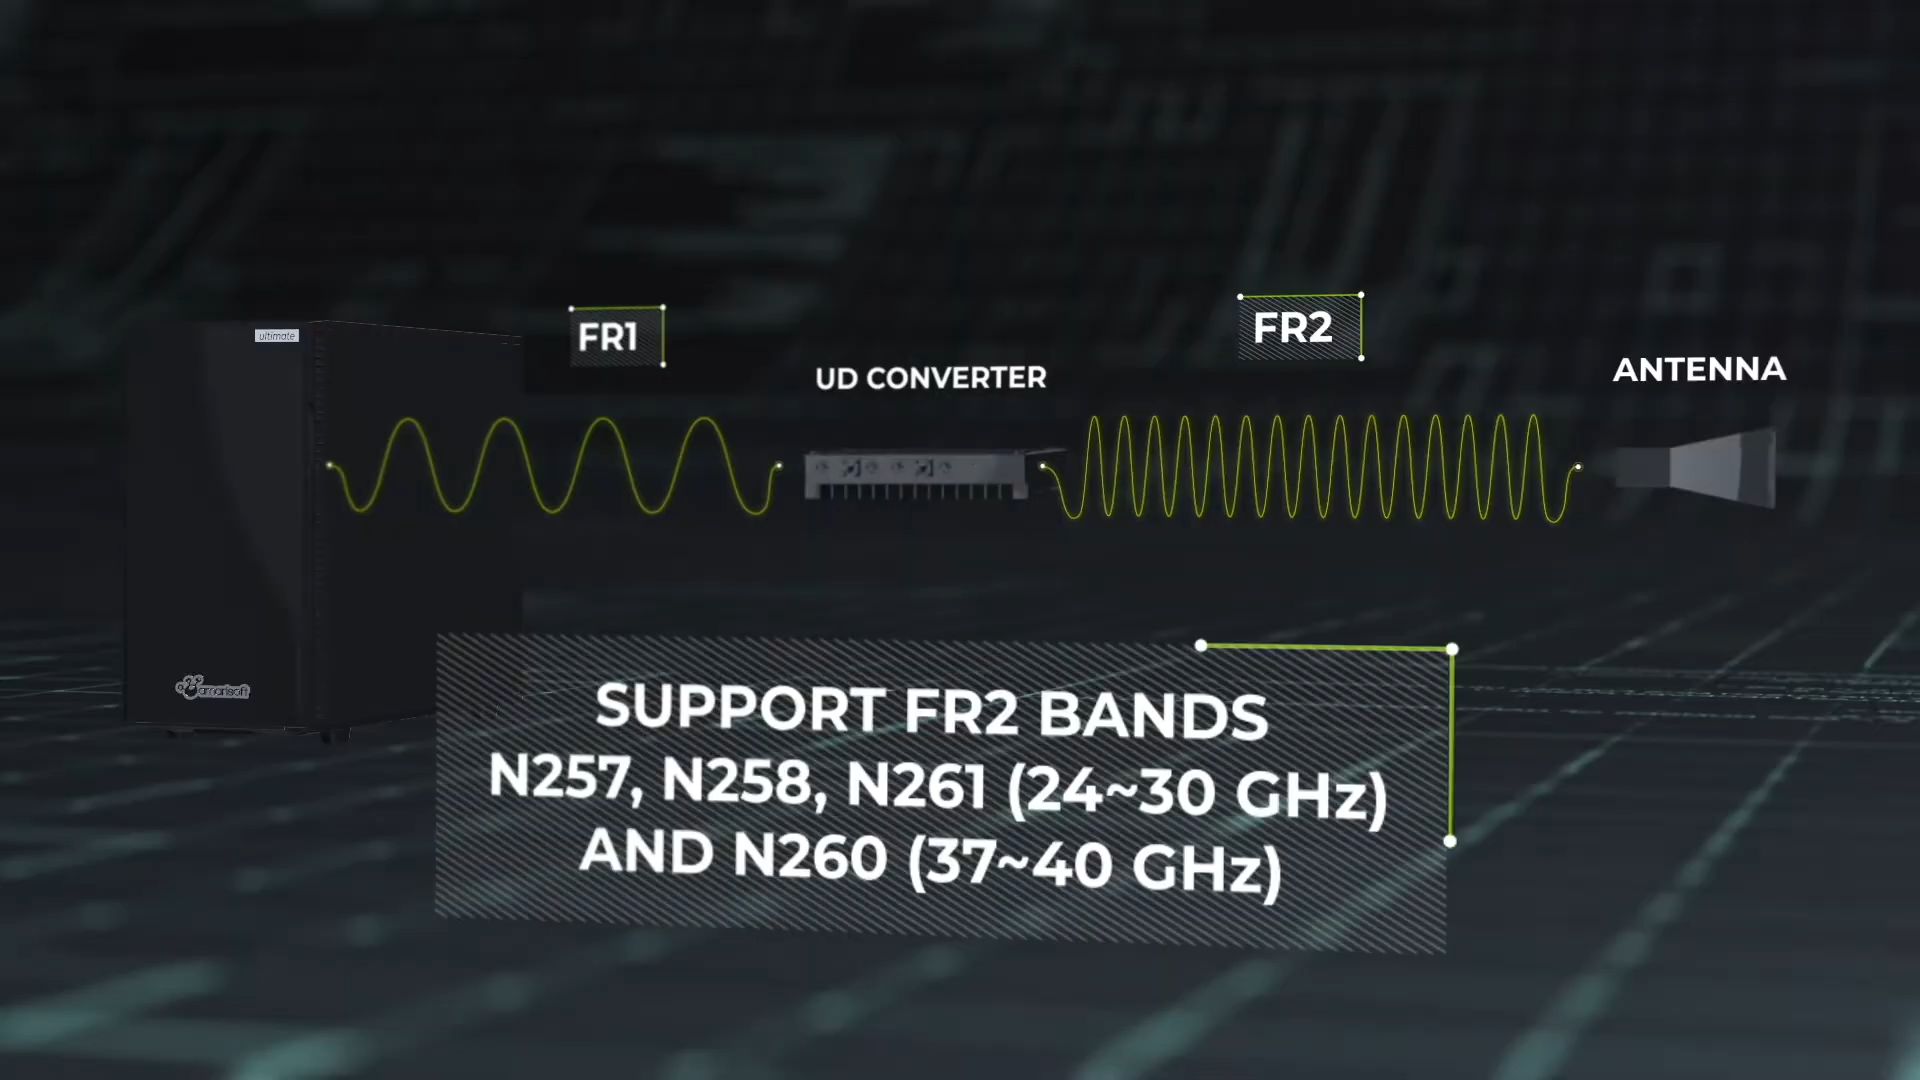 ultimate
FR1
FR2
UD CONVERTER
ANTENNA
amarisoft
SUPPORT FR2 BANDS
N257, N258, N261 (24~30 GHz)
AND N260 (37~40 GHz)